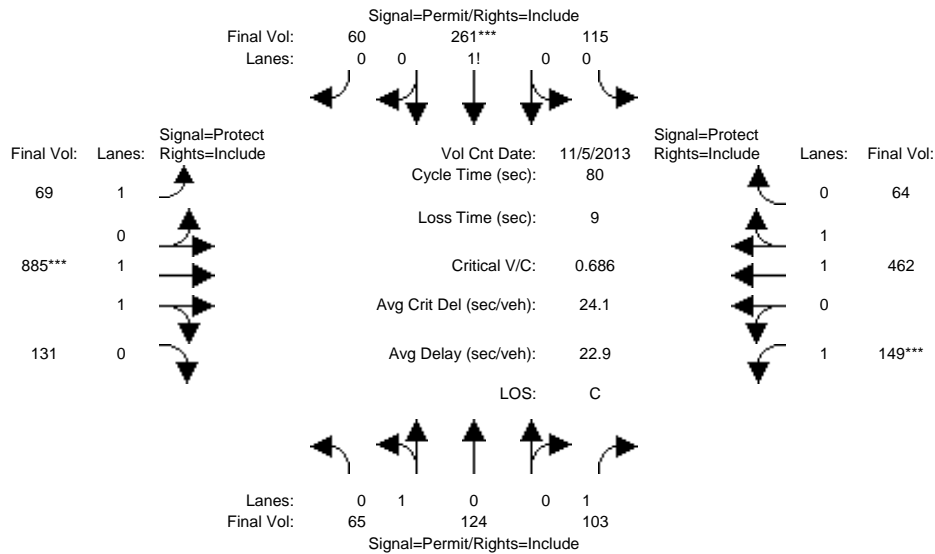 Signal=Permit/Rights=Include
Final Vol: 60 261*** 115
Lanes: 0 0 1! 0 0
Signal=Protect Signal=Protect
Final Vol: Lanes: Rights=Include Vol Cnt Date: 11/5/2013 Rights=Include Lanes: Final Vol:
Cycle Time (sec): 80
69 1 0 64
Loss Time (sec): 9
0 1
885*** 1 Critical V/C: 0.686 1 462
1 Avg Crit Del (sec/veh): 24.1 0
131 0 Avg Delay (sec/veh): 22.9 1 149***
LOS: C
Lanes: 0 1 0 0 1
Final Vol: 65 124 103
Signal=Permit/Rights=Include